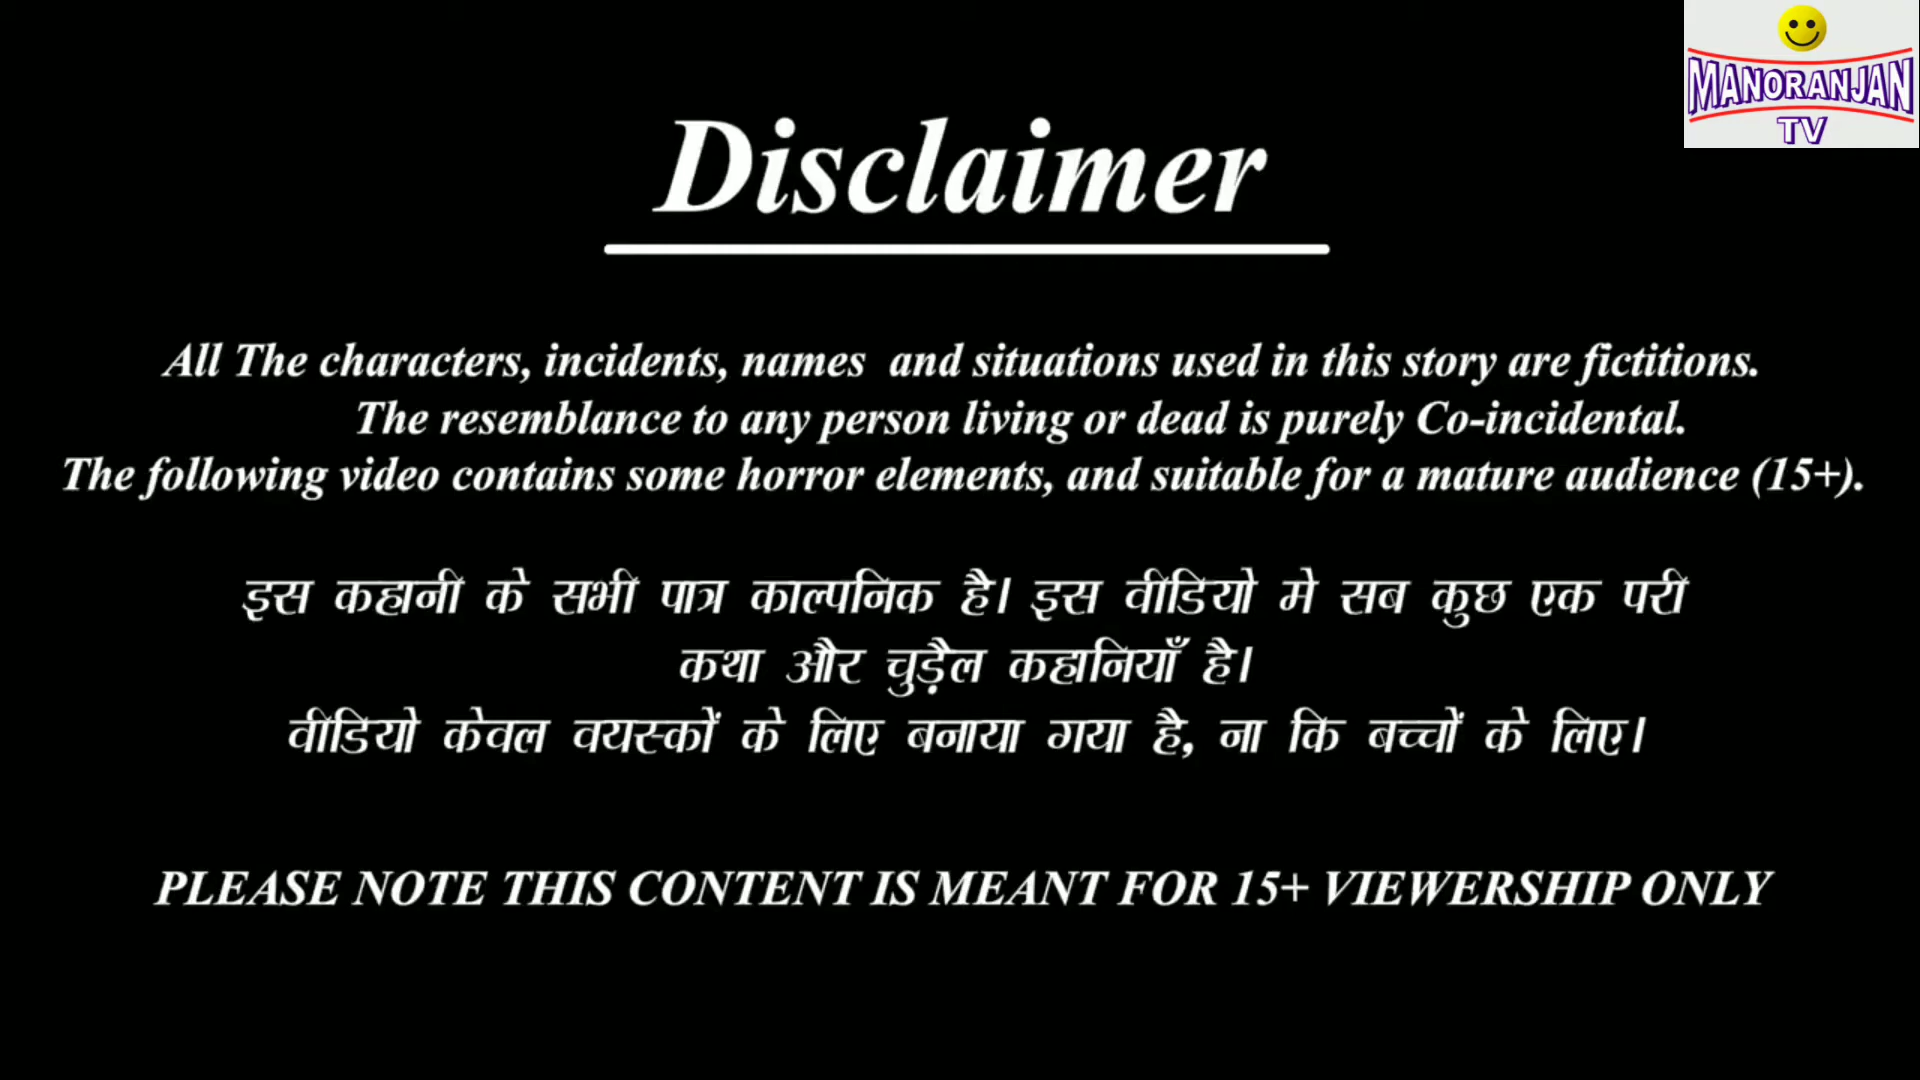 MANORANJAN
TV
Disclaimer
All The characters, incidents, names and situations used in this story are fictitions.
The resemblance to any person living or dead is purely Co-incidental.
The following video contains some horror elements, and suitable for a mature audience (15+).
इस कहानी के सभी पात्र काल्पनिक है। इस वीडियो मे सब कुछ एक परी
कथा और चुड़ैल कहानियाँ है।
वीडियो केवल वयस्कों के लिए बनाया गया है, ना कि बच्चों के लिए।
PLEASE NOTE THIS CONTENT IS MEANT FOR 15+ VIEWERSHIP ONLY